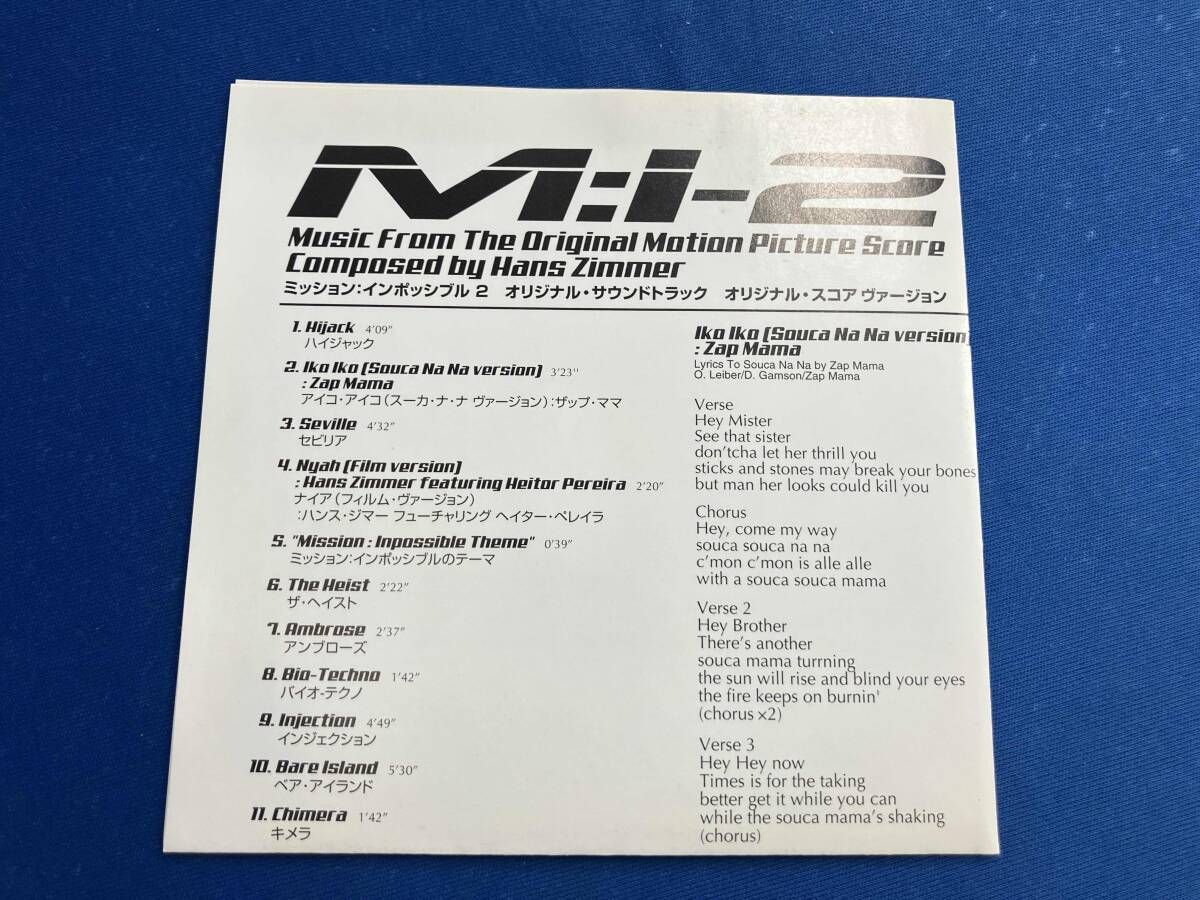 M:i-2
Music From The Original Motion Picture Score
Composed by Hans Zimmer
ミッション:インポッシブル 2　オリジナル・サウンドトラック　オリジナル・スコア ヴァージョン
1. Hijack 4'09"
ハイジャック
2. Iko Iko (Souca Na Na version) 3'23"
: Zap Mama
アイコ・アイコ(スーカ・ナ・ナ ヴァージョン):ザップ・ママ
3. Seville 4'32"
セビリア
4. Nyah (Film version)
: Hans Zimmer featuring Heitor Pereira 2'20"
ナイア(フィルム・ヴァージョン)
:ハンス・ジマー フューチャリング ヘイター・ペレイラ
5. "Mission : Inpossible Theme" 0'39"
ミッション:インポッシブルのテーマ
6. The Heist 2'22"
ザ・ヘイスト
7. Ambrose 2'37"
アンブローズ
8. Bio-Techno 1'42"
バイオ-テクノ
9. Injection 4'49"
インジェクション
10. Bare Island 5'30"
ベア・アイランド
11. Chimera 1'42"
キメラ
Iko Iko (Souca Na Na version)
: Zap Mama
Lyrics To Souca Na Na by Zap Mama
O. Leiber/D. Gamson/Zap Mama
Verse
Hey Mister
See that sister
don'tcha let her thrill you
sticks and stones may break your bones
but man her looks could kill you
Chorus
Hey, come my way
souca souca na na
c'mon c'mon is alle alle
with a souca souca mama
Verse 2
Hey Brother
There's another
souca mama turrning
the sun will rise and blind your eyes
the fire keeps on burnin'
(chorus ×2)
Verse 3
Hey Hey now
Times is for the taking
better get it while you can
while the souca mama's shaking
(chorus)